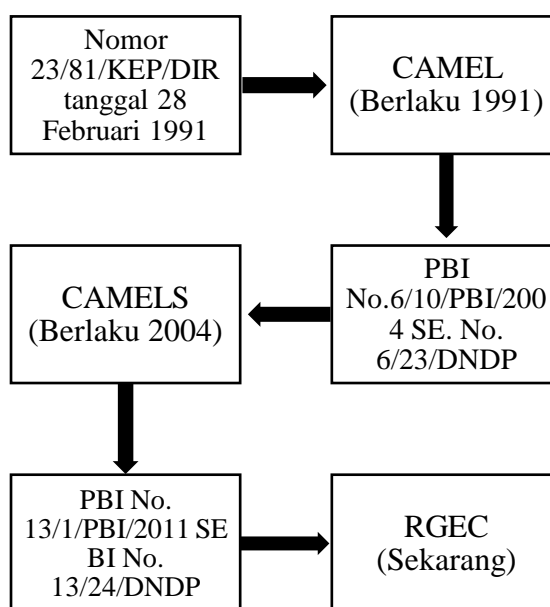 Nomor
23/81/KEP/DIR
tanggal 28
Februari 1991
CAMEL
(Berlaku 1991)
PBI
No.6/10/PBI/200
4 SE. No.
6/23/DNDP
CAMELS
(Berlaku 2004)
PBI No.
13/1/PBI/2011 SE
BI No.
13/24/DNDP
RGEC
(Sekarang)